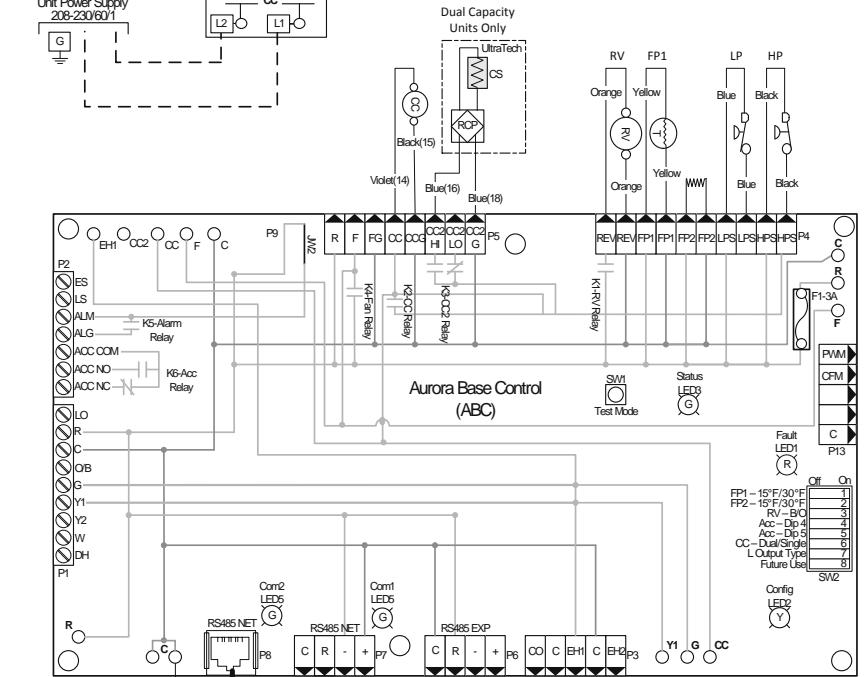 Unit Power Supply
208-230/60/1
G
CC
L2
L1
Dual Capacity
Units Only
UltraTech
CS
RCP
CC
Black(15)
Violet(14)
Blue(16)
Blue(18)
RV
FP1
LP
HP
Orange
Yellow
Blue
Black
RV
T
Orange
Yellow
Blue
Black
EH1
CC2
CC
F
C
P9
JW2
R
F
FG
CC
CCG
CC2 HI
CC2 LO
CC2 G
P5
REV
REV
FP1
FP1
FP2
FP2
LPS
LPS
HPS
HPS
P4
C
R
F1-3A
F
P2
ES
LS
ALM
ALG
ACC COM
ACC NO
ACC NC
K5-Alarm
Relay
K6-Acc
Relay
K4-Fan Relay
K2-CC Relay
K3-CC2 Relay
K1-RV Relay
Aurora Base Control
(ABC)
SW1
Test Mode
Status
LED3
G
PWM
CFM
C
P13
LO
R
C
O/B
G
Y1
Y2
W
DH
P1
Fault
LED1
R
Off On
FP1 – 15°F/30°F 1
FP2 – 15°F/30°F 2
RV – B/O 3
Acc – Dip 4 4
Acc – Dip 5 5
CC – Dual/Single 6
L Output Type 7
Future Use 8
SW2
Config
LED2
Y
R
C
Com2
LED5
G
Com1
LED5
G
RS485 NET
P8
RS485 NET
C R - +
P7
RS485 EXP
C R - +
P6
CO C EH1 C EH2
P3
Y1
G
CC